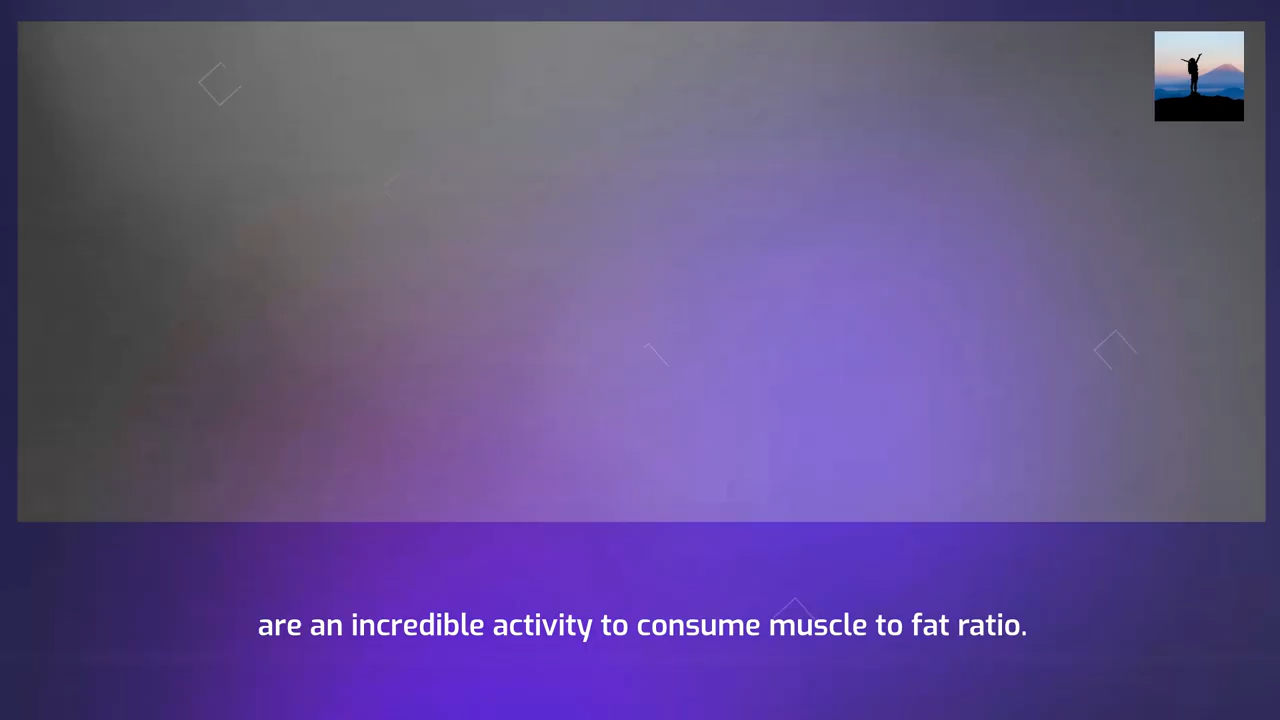 are an incredible activity to consume muscle to fat ratio.